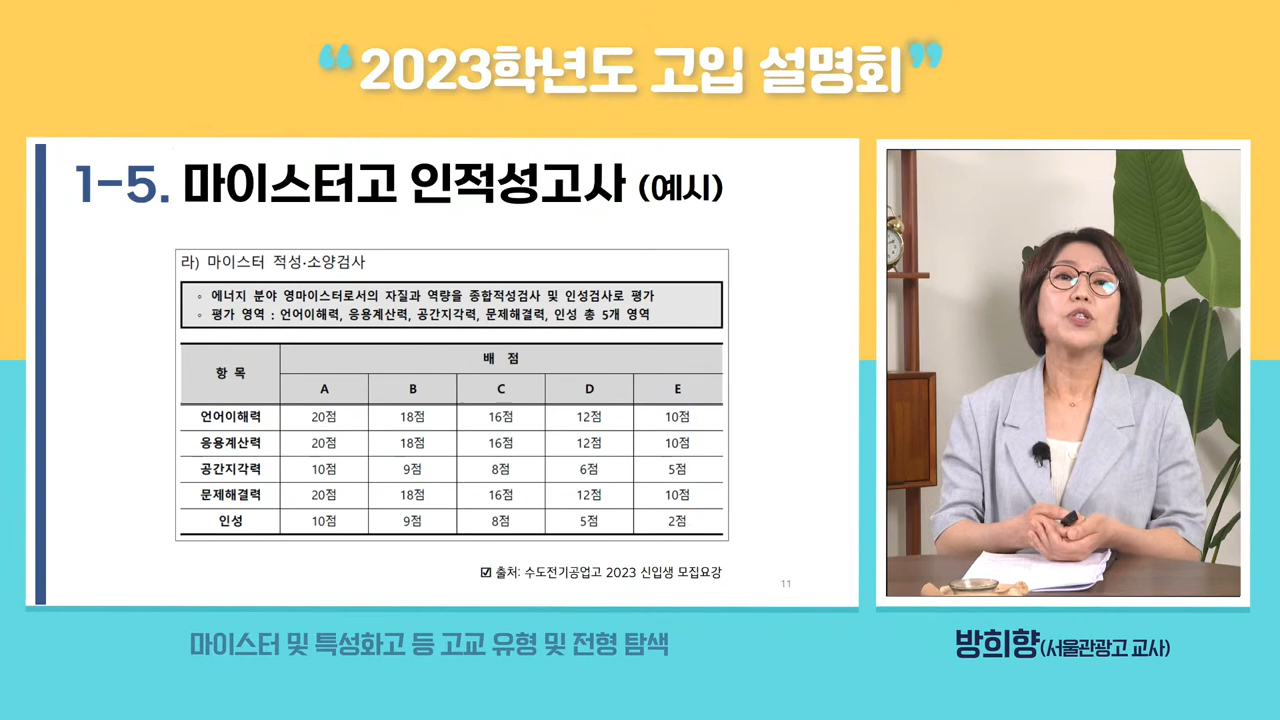 “2023학년도 고입 설명회”
1-5. 마이스터고 인적성고사 (예시)
라) 마이스터 적성·소양검사
◦ 에너지 분야 영마이스터로서의 자질과 역량을 종합적성검사 및 인성검사로 평가
◦ 평가 영역 : 언어이해력, 응용계산력, 공간지각력, 문제해결력, 인성 총 5개 영역
항 목 배 점
A B C D E
언어이해력 20점 18점 16점 12점 10점
응용계산력 20점 18점 16점 12점 10점
공간지각력 10점 9점 8점 6점 5점
문제해결력 20점 18점 16점 12점 10점
인성 10점 9점 8점 5점 2점
☑ 출처: 수도전기공업고 2023 신입생 모집요강
11
마이스터 및 특성화고 등 고교 유형 및 전형 탐색
방희향(서울관광고 교사)